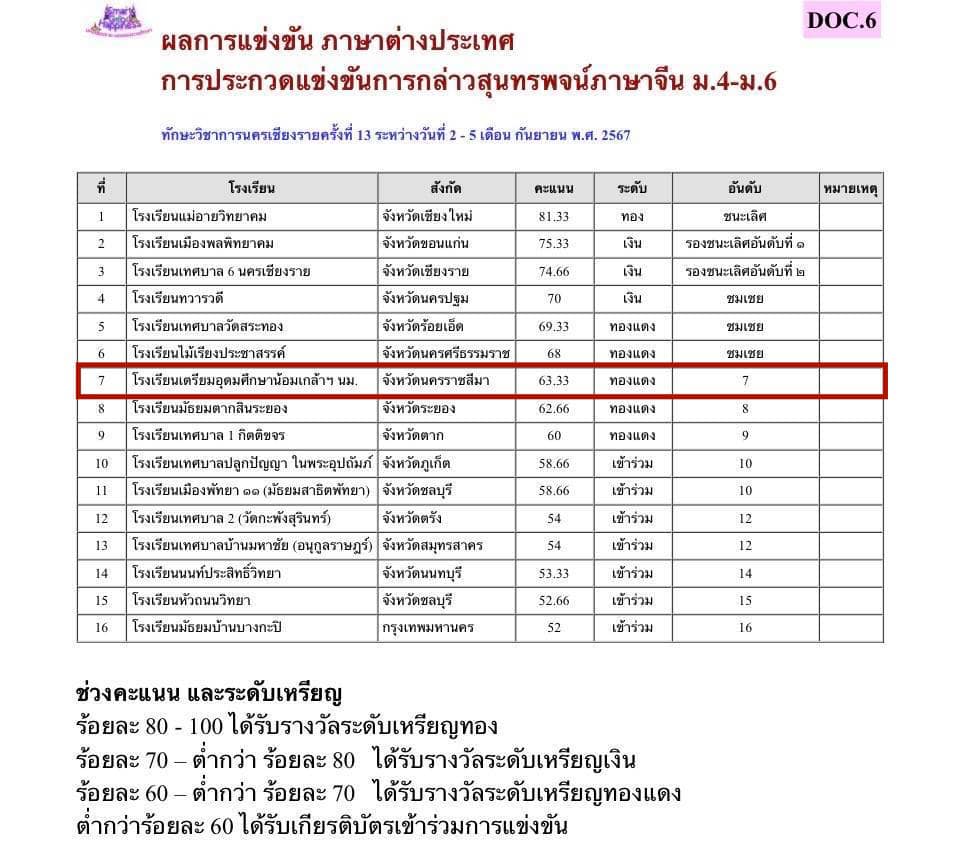 Smart
Happiness
DOC.6
ผลการแข่งขัน ภาษาต่างประเทศ
การประกวดแข่งขันการกล่าวสุนทรพจน์ภาษาจีน ม.4-ม.6
ทักษะวิชาการนครเชียงรายครั้งที่ 13 ระหว่างวันที่ 2 - 5 เดือน กันยายน พ.ศ. 2567
ที่ โรงเรียน สังกัด คะแนน ระดับ อันดับ หมายเหตุ
1 โรงเรียนแม่อายวิทยาคม จังหวัดเชียงใหม่ 81.33 ทอง ชนะเลิศ
2 โรงเรียนเมืองพลพิทยาคม จังหวัดขอนแก่น 75.33 เงิน รองชนะเลิศอันดับที่ ๑
3 โรงเรียนเทศบาล 6 นครเชียงราย จังหวัดเชียงราย 74.66 เงิน รองชนะเลิศอันดับที่ ๒
4 โรงเรียนทวารวดี จังหวัดนครปฐม 70 เงิน ชมเชย
5 โรงเรียนเทศบาลวัดสระทอง จังหวัดร้อยเอ็ด 69.33 ทองแดง ชมเชย
6 โรงเรียนไม้เรียงประชาสรรค์ จังหวัดนครศรีธรรมราช 68 ทองแดง ชมเชย
7 โรงเรียนเตรียมอุดมศึกษาน้อมเกล้าฯ นม. จังหวัดนครราชสีมา 63.33 ทองแดง 7
8 โรงเรียนมัธยมตากสินระยอง จังหวัดระยอง 62.66 ทองแดง 8
9 โรงเรียนเทศบาล 1 กิตติขจร จังหวัดตาก 60 ทองแดง 9
10 โรงเรียนเทศบาลปลูกปัญญา ในพระอุปถัมภ์ จังหวัดภูเก็ต 58.66 เข้าร่วม 10
11 โรงเรียนเมืองพัทยา ๑๑ (มัธยมสาธิตพัทยา) จังหวัดชลบุรี 58.66 เข้าร่วม 10
12 โรงเรียนเทศบาล 2 (วัดกะพังสุรินทร์) จังหวัดตรัง 54 เข้าร่วม 12
13 โรงเรียนเทศบาลบ้านมหาชัย (อนุกูลราษฎร์) จังหวัดสมุทรสาคร 54 เข้าร่วม 12
14 โรงเรียนนนท์ประสิทธิ์วิทยา จังหวัดนนทบุรี 53.33 เข้าร่วม 14
15 โรงเรียนหัวถนนวิทยา จังหวัดชลบุรี 52.66 เข้าร่วม 15
16 โรงเรียนมัธยมบ้านบางกะปิ กรุงเทพมหานคร 52 เข้าร่วม 16
ช่วงคะแนน และระดับเหรียญ
ร้อยละ 80 - 100 ได้รับรางวัลระดับเหรียญทอง
ร้อยละ 70 – ต่ำกว่า ร้อยละ 80 ได้รับรางวัลระดับเหรียญเงิน
ร้อยละ 60 – ต่ำกว่า ร้อยละ 70 ได้รับรางวัลระดับเหรียญทองแดง
ต่ำกว่าร้อยละ 60 ได้รับเกียรติบัตรเข้าร่วมการแข่งขัน